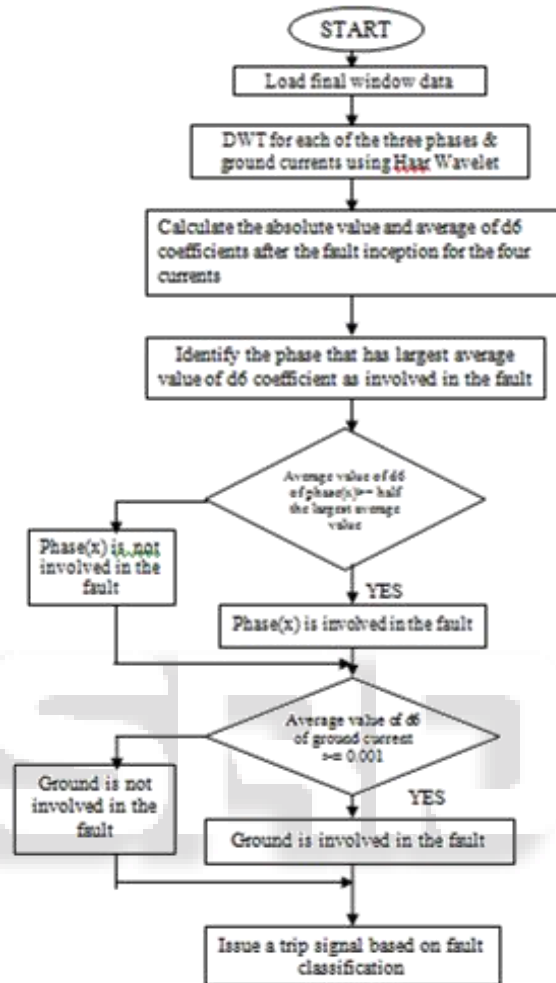 START
Load final window data
DWT for each of the three phases &
ground currents using Haar Wavelet
Calculate the absolute value and average of d6
coefficients after the fault inception for the four
currents
Identify the phase that has largest average
value of d6 coefficient as involved in the fault
Average value of d6
of phase(x)>= half
the largest average
value
Phase(x) is not
involved in the
fault
YES
Phase(x) is involved in the fault
Average value of d6
of ground current
>= 0.001
Ground is not
involved in the
fault
YES
Ground is involved in the fault
Issue a trip signal based on fault
classification